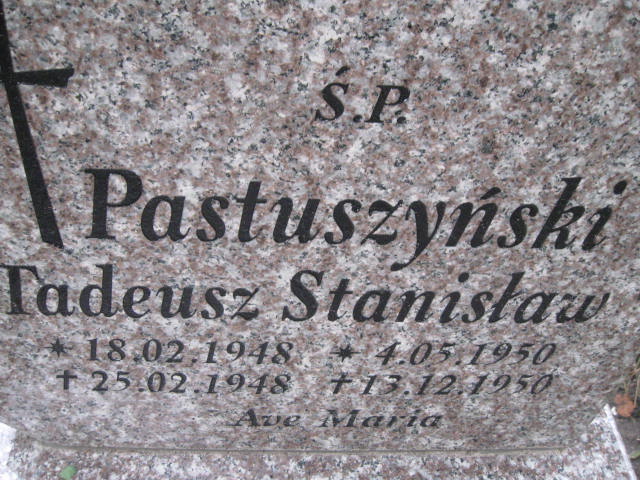 Ś.P.
Pastuszyński
Tadeusz Stanisław
* 18.02.1948 * 4.05.1950
† 25.02.1948 † 13.12.1950
Ave Maria